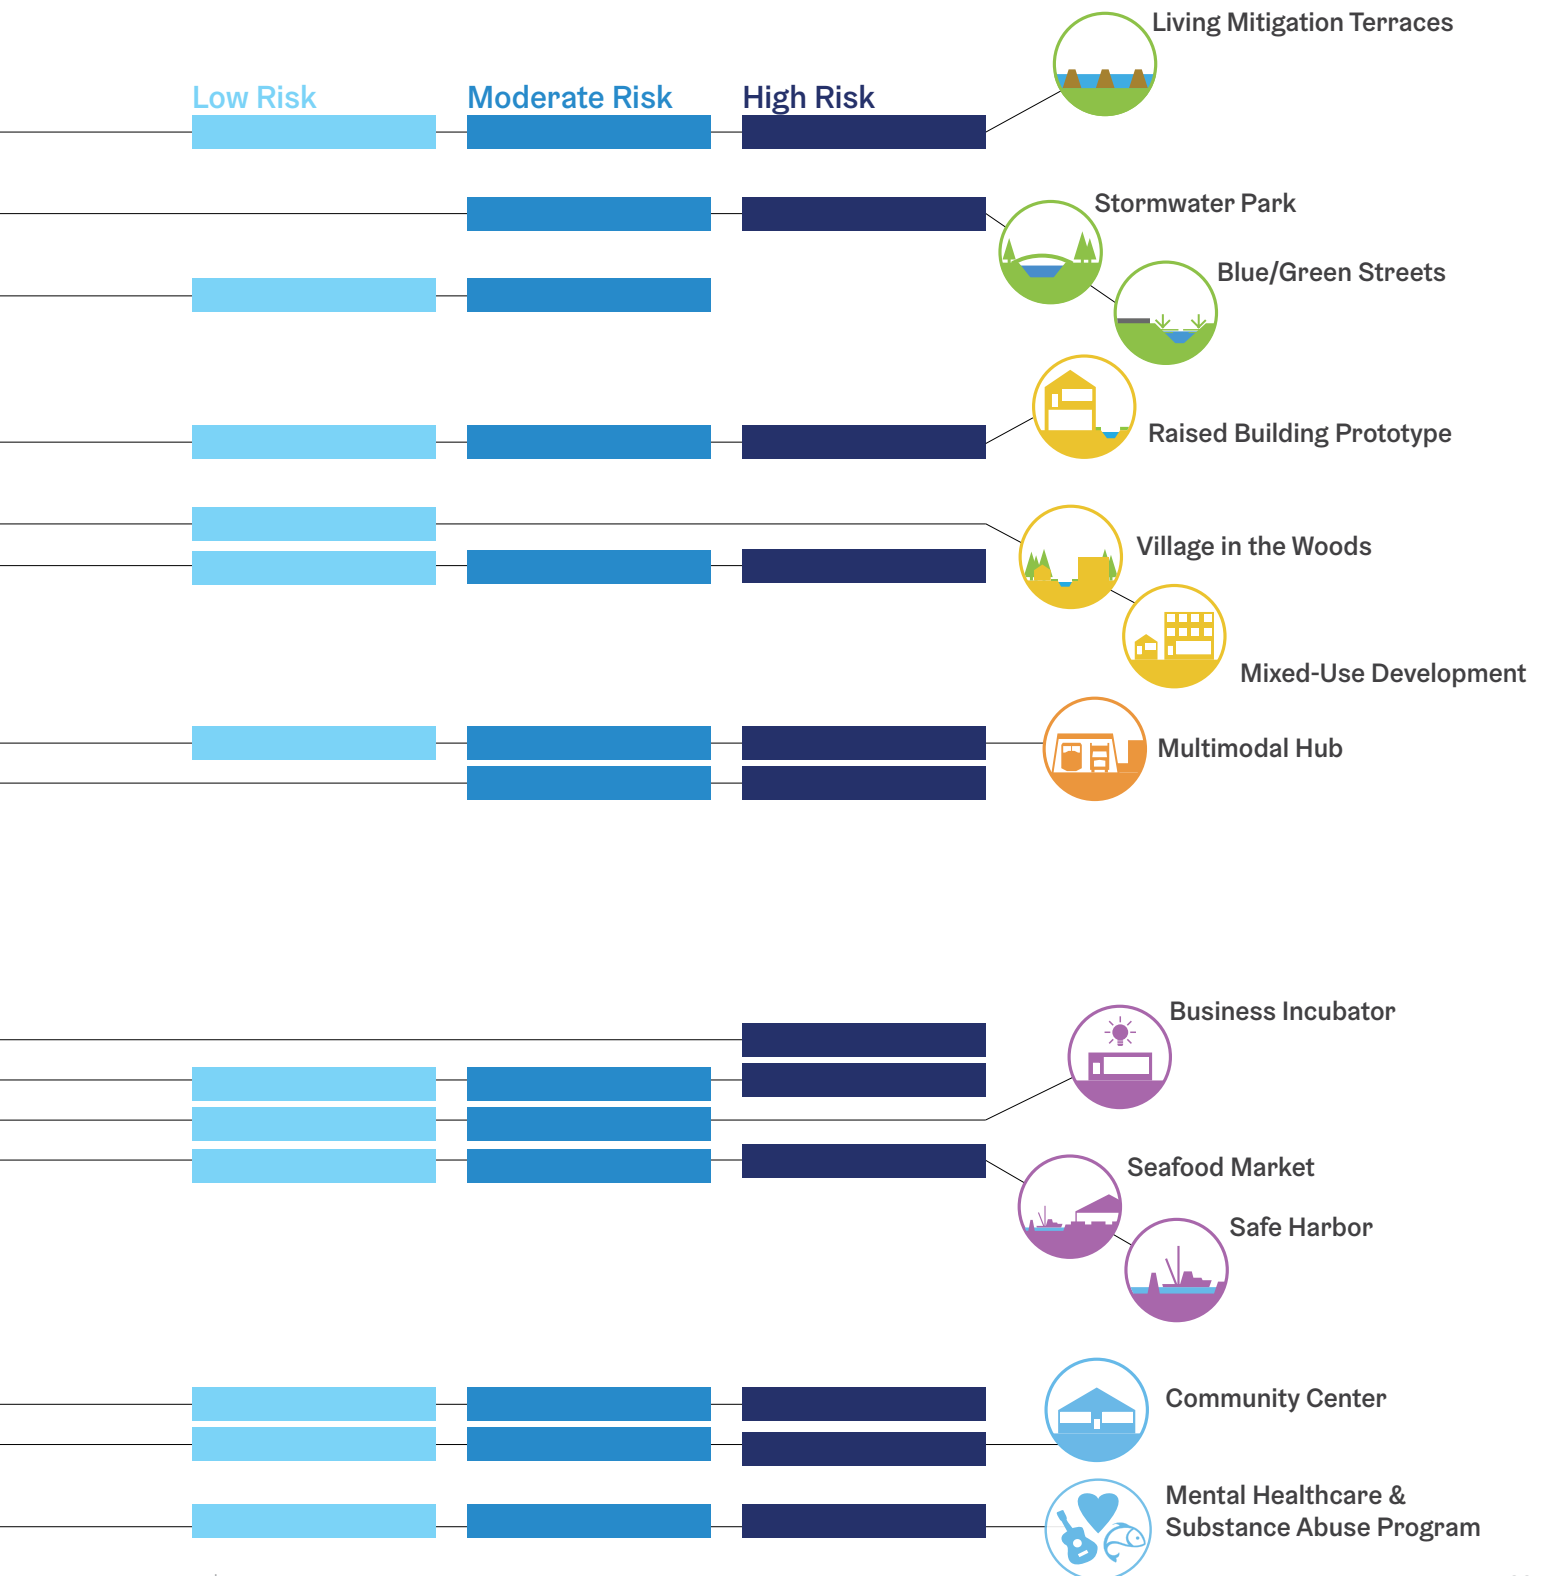 Living Mitigation Terraces
Low Risk
Moderate Risk
High Risk
Stormwater Park
Blue/Green Streets
Raised Building Prototype
Village in the Woods
Mixed-Use Development
Multimodal Hub
Business Incubator
Seafood Market
Safe Harbor
Community Center
Mental Healthcare &
Substance Abuse Program